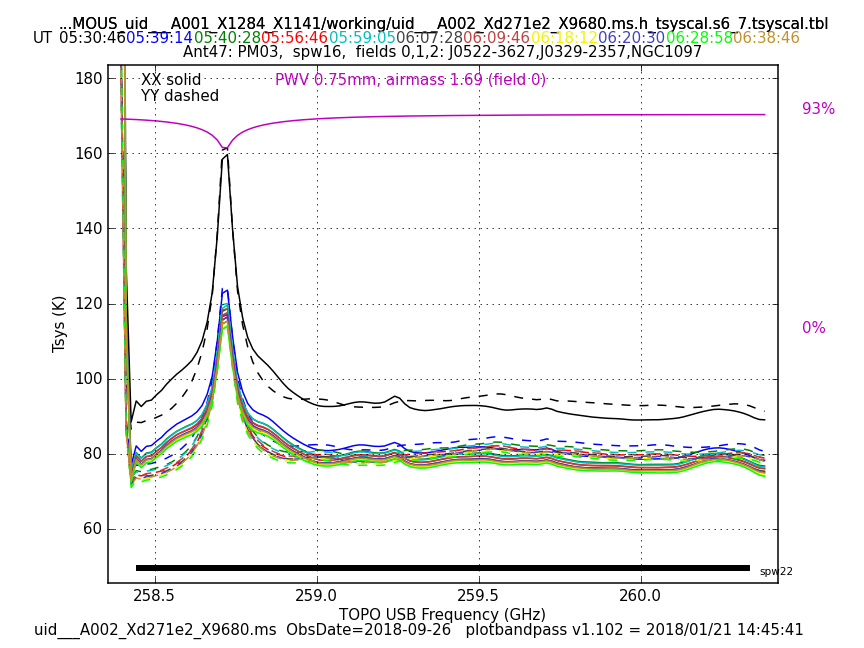 ...MOUS_uid___A001_X1284_X1141/working/uid___A002_Xd271e2_X9680.ms.h_tsyscal.s6_7.tsyscal.tbl
UT 05:30:46 05:39:14 05:40:28 05:56:46 05:59:05 06:07:28 06:09:46 06:18:12 06:20:30 06:28:58 06:38:46
Ant47: PM03, spw16, fields 0,1,2: J0522-3627,J0329-2357,NGC1097
XX solid
YY dashed
PWV 0.75mm, airmass 1.69 (field 0)
93%
0%
180
160
140
120
100
80
60
Tsys (K)
spw22
258.5 259.0 259.5 260.0
TOPO USB Frequency (GHz)
uid___A002_Xd271e2_X9680.ms ObsDate=2018-09-26 plotbandpass v1.102 = 2018/01/21 14:45:41